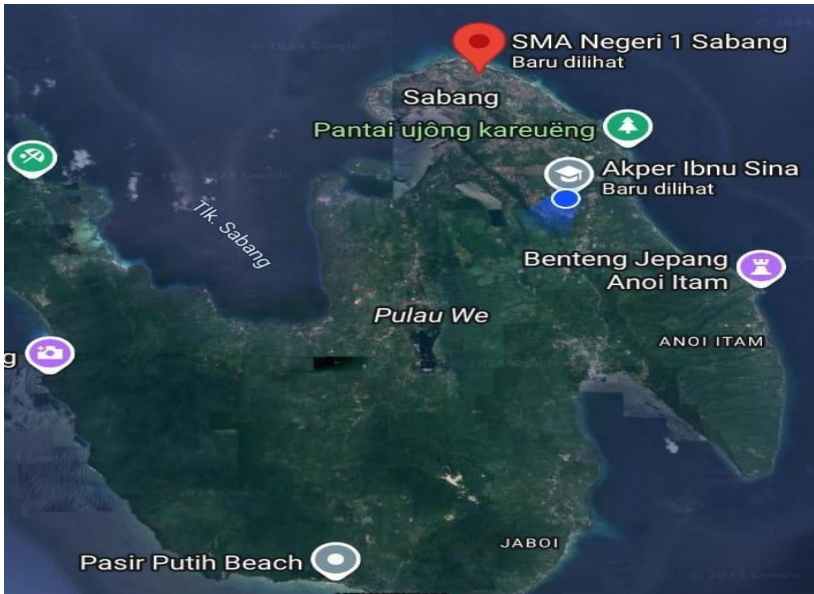 SMA Negeri 1 Sabang
Baru dilihat
Sabang
Pantai ujông kareuëng
Akper Ibnu Sina
Baru dilihat
Tlk. Sabang
Benteng Jepang
Anoi Itam
Pulau We
ANOI ITAM
g
JABOI
Pasir Putih Beach